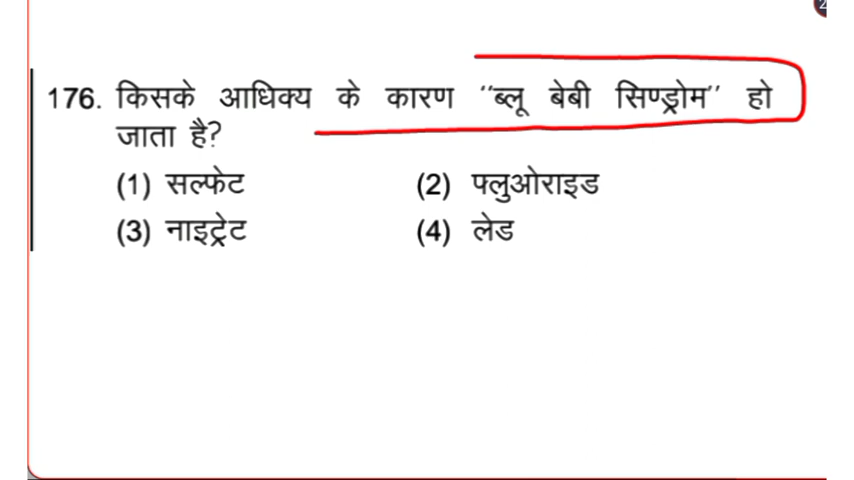 176. किसके आधिक्य के कारण "ब्लू बेबी सिण्ड्रोम" हो
जाता है?
(1) सल्फेट (2) फ्लुओराइड
(3) नाइट्रेट (4) लेड